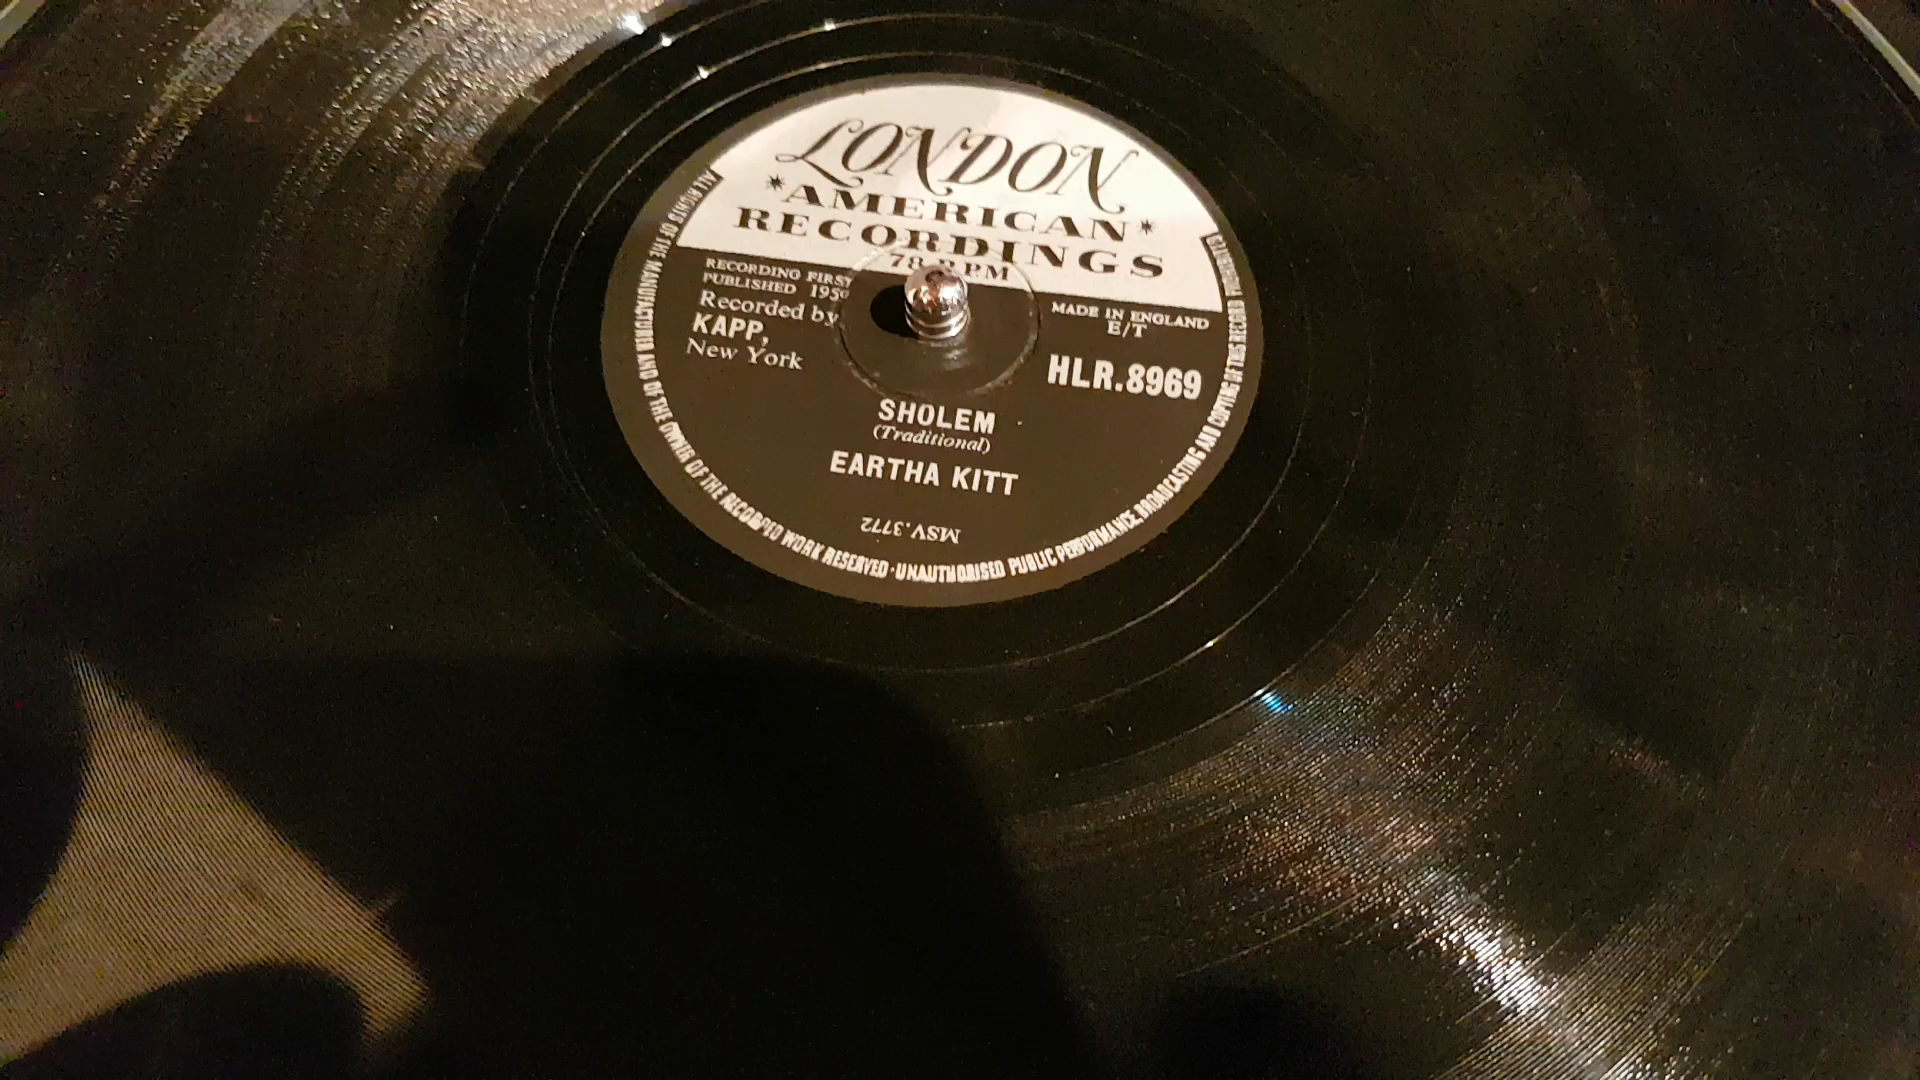 LONDON
*AMERICAN*
RECORDINGS
78 RPM
RECORDING FIRST
PUBLISHED 1959
Recorded by
KAPP,
New York
MADE IN ENGLAND
E/T
HLR.8969
SHOLEM
(Traditional)
EARTHA KITT
MSV.3772
ALL RIGHTS OF THE MANUFACTURER AND OF THE OWNER OF THE RECORDED WORK RESERVED · UNAUTHORISED PUBLIC PERFORMANCE, BROADCASTING AND COPYING OF THIS RECORD PROHIBITED